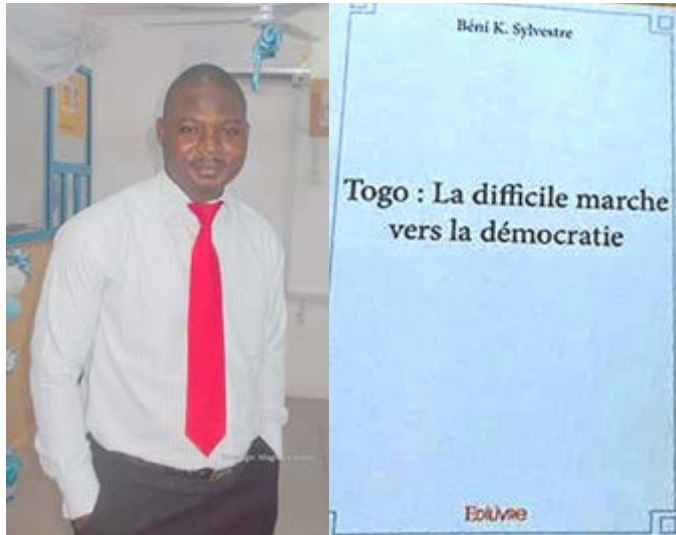 Béni K. Sylvestre
Togo : La difficile marche
vers la démocratie
Edilivre